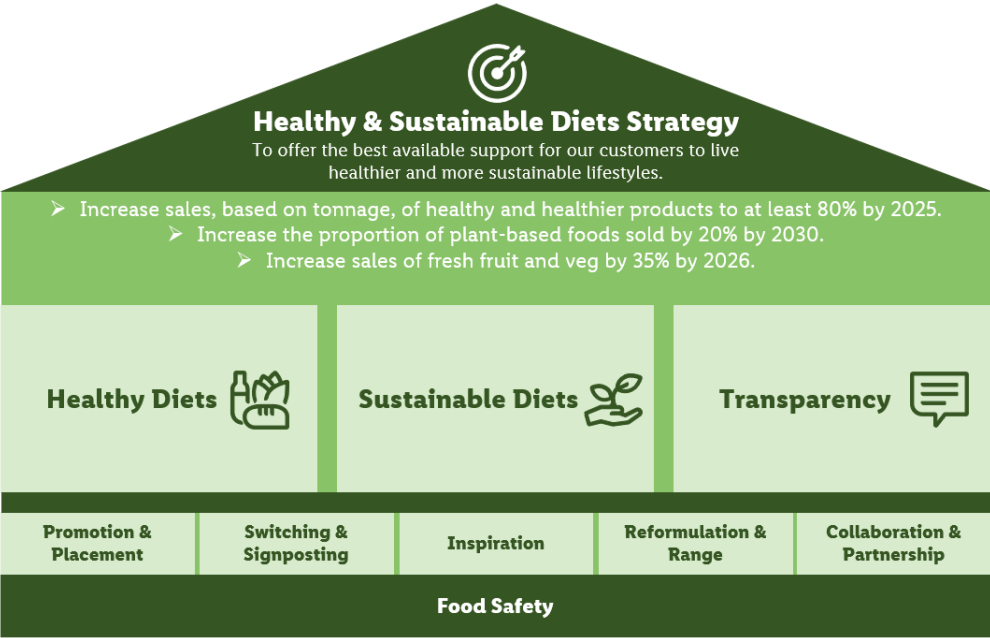 Healthy & Sustainable Diets Strategy
To offer the best available support for our customers to live
healthier and more sustainable lifestyles.
➢ Increase sales, based on tonnage, of healthy and healthier products to at least 80% by 2025.
➢ Increase the proportion of plant-based foods sold by 20% by 2030.
➢ Increase sales of fresh fruit and veg by 35% by 2026.
Healthy Diets
Sustainable Diets
Transparency
Promotion &
Placement
Switching &
Signposting
Inspiration
Reformulation &
Range
Collaboration &
Partnership
Food Safety